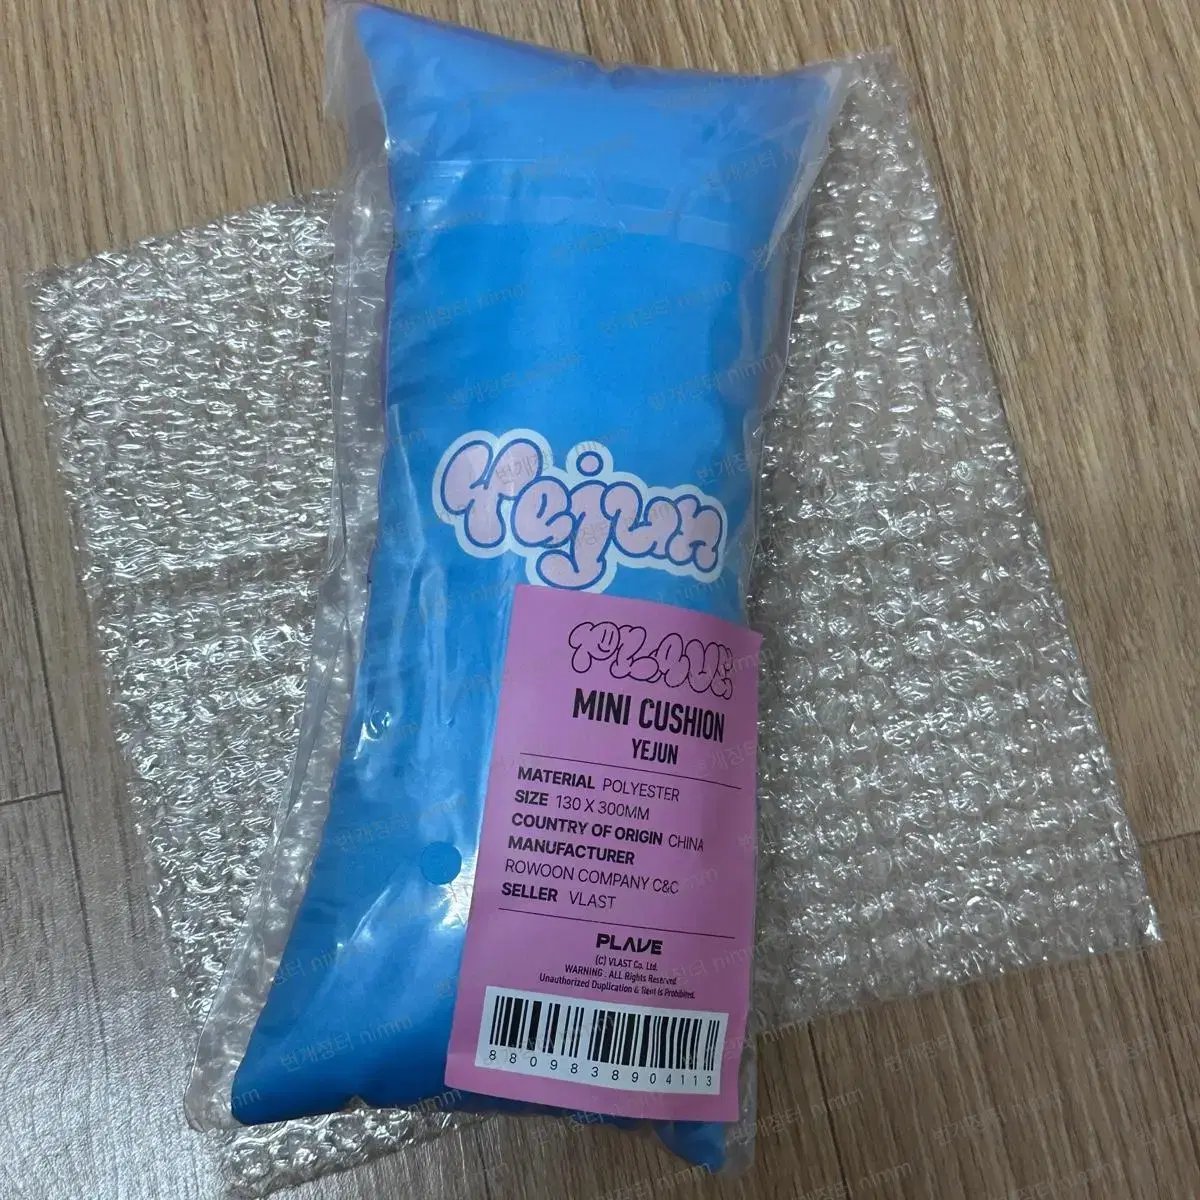 Yejun
PLAVE
MINI CUSHION
YEJUN
MATERIAL POLYESTER
SIZE 130 X 300MM
COUNTRY OF ORIGIN CHINA
MANUFACTURER
ROWOON COMPANY C&C
SELLER VLAST
PLAVE
(C) VLAST Co. Ltd.
WARNING : ALL Rights Reserved.
Unauthorized Duplication & Rent is Prohibited.
8809838904113
번개장터 nimm